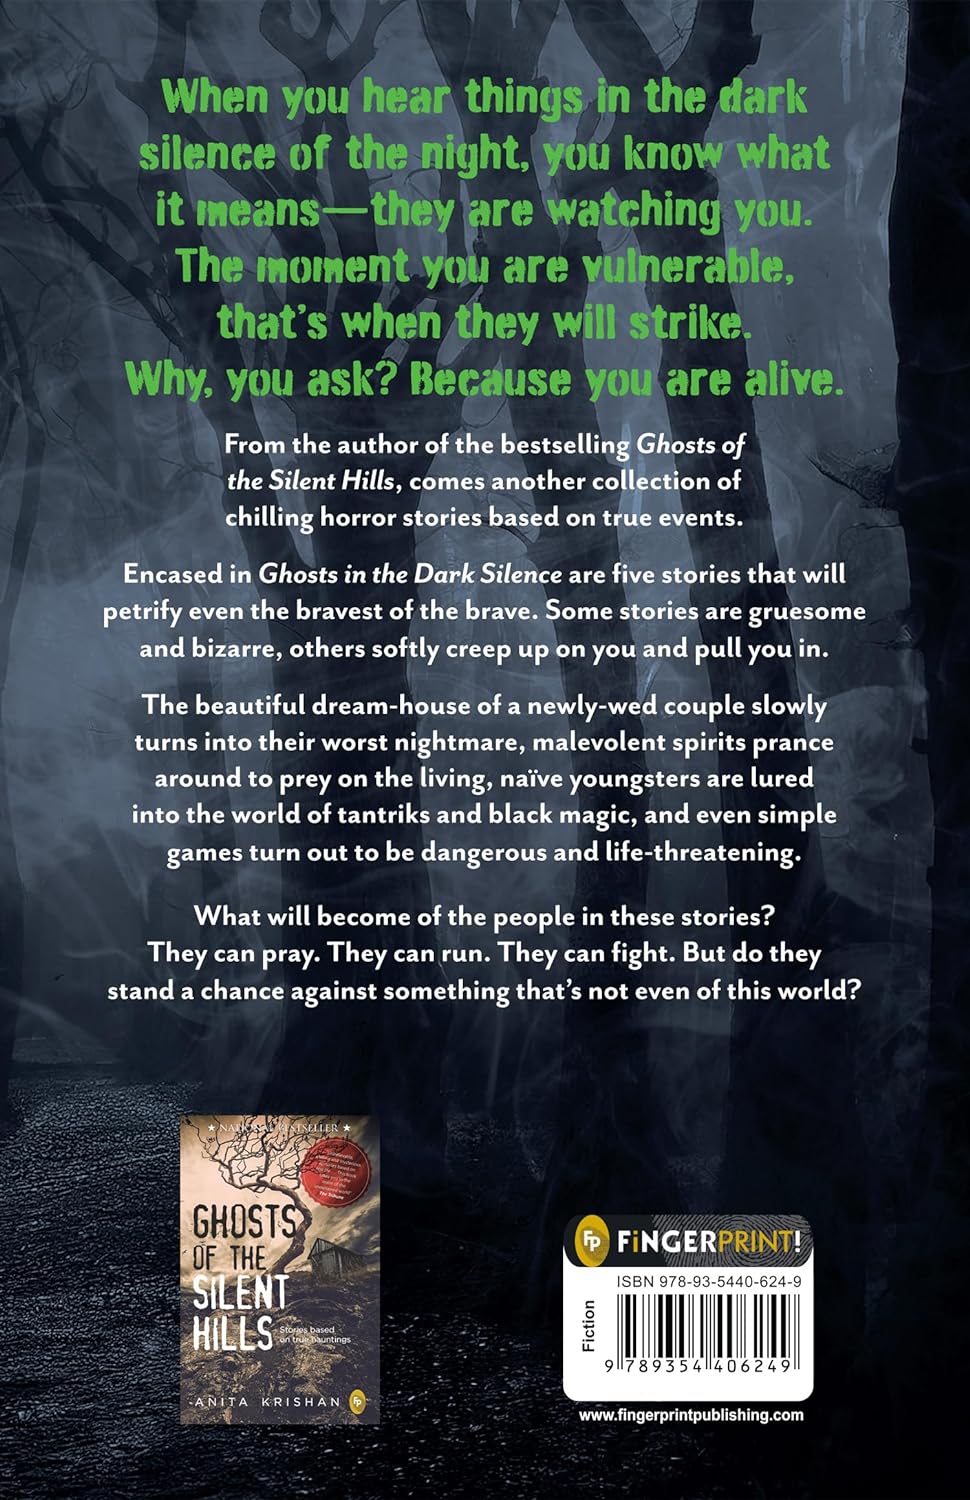 When you hear things in the dark
silence of the night, you know what
it means—they are watching you.
The moment you are vulnerable,
that's when they will strike.
Why, you ask? Because you are alive.
From the author of the bestselling Ghosts of
the Silent Hills, comes another collection of
chilling horror stories based on true events.
Encased in Ghosts in the Dark Silence are five stories that will
petrify even the bravest of the brave. Some stories are gruesome
and bizarre, others softly creep up on you and pull you in.
The beautiful dream-house of a newly-wed couple slowly
turns into their worst nightmare, malevolent spirits prance
around to prey on the living, naïve youngsters are lured
into the world of tantriks and black magic, and even simple
games turn out to be dangerous and life-threatening.
What will become of the people in these stories?
They can pray. They can run. They can fight. But do they
stand a chance against something that's not even of this world?
NATIONAL BESTSELLER
The Tribune
GHOSTS
OF THE
SILENT
HILLS
Stories based
on true hauntings
ANITA KRISHAN
FP
FP FiNGERPRINT!
ISBN 978-93-5440-624-9
Fiction
9 789354 406249
www.fingerprintpublishing.com